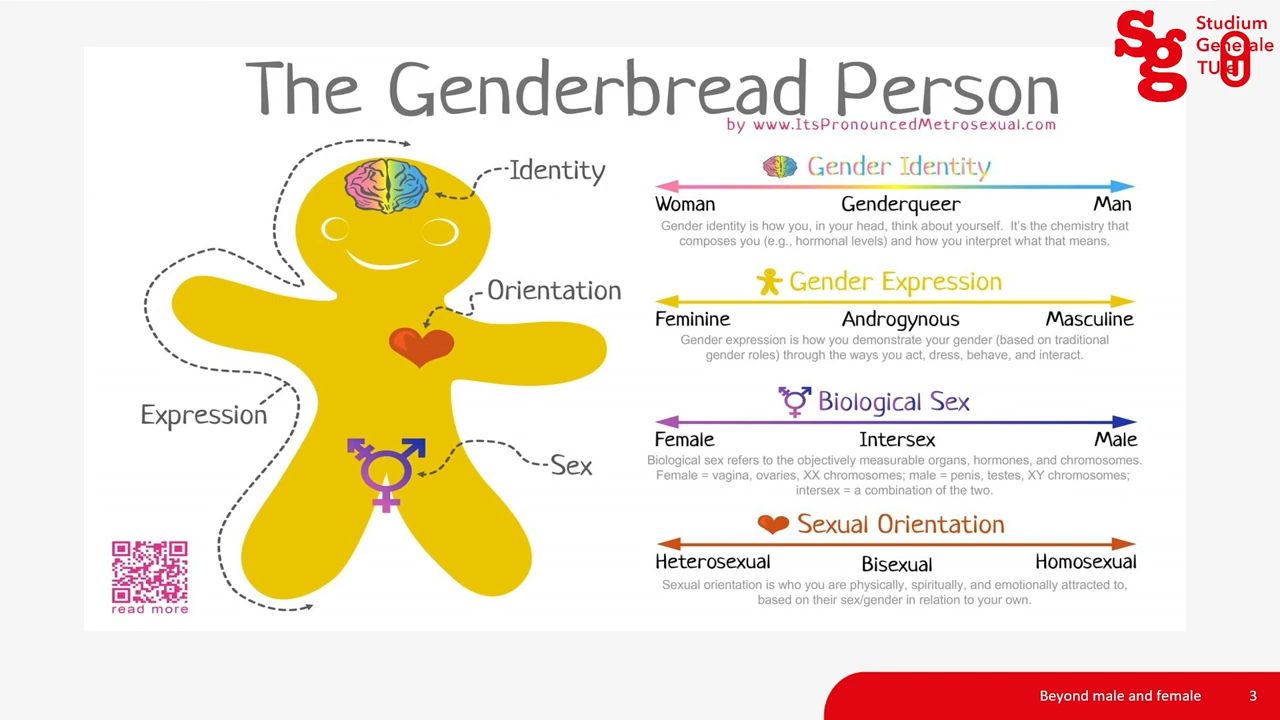 Studium
Generale
TU/e
The Genderbread Person
by www.ItsPronouncedMetrosexual.com
Identity
Orientation
Expression
Sex
read more
Gender Identity
Woman Genderqueer Man
Gender identity is how you, in your head, think about yourself. It's the chemistry that
composes you (e.g., hormonal levels) and how you interpret what that means.
Gender Expression
Feminine Androgynous Masculine
Gender expression is how you demonstrate your gender (based on traditional
gender roles) through the ways you act, dress, behave, and interact.
Biological Sex
Female Intersex Male
Biological sex refers to the objectively measurable organs, hormones, and chromosomes.
Female = vagina, ovaries, XX chromosomes; male = penis, testes, XY chromosomes;
intersex = a combination of the two.
Sexual Orientation
Heterosexual Bisexual Homosexual
Sexual orientation is who you are physically, spiritually, and emotionally attracted to,
based on their sex/gender in relation to your own.
Beyond male and female 3